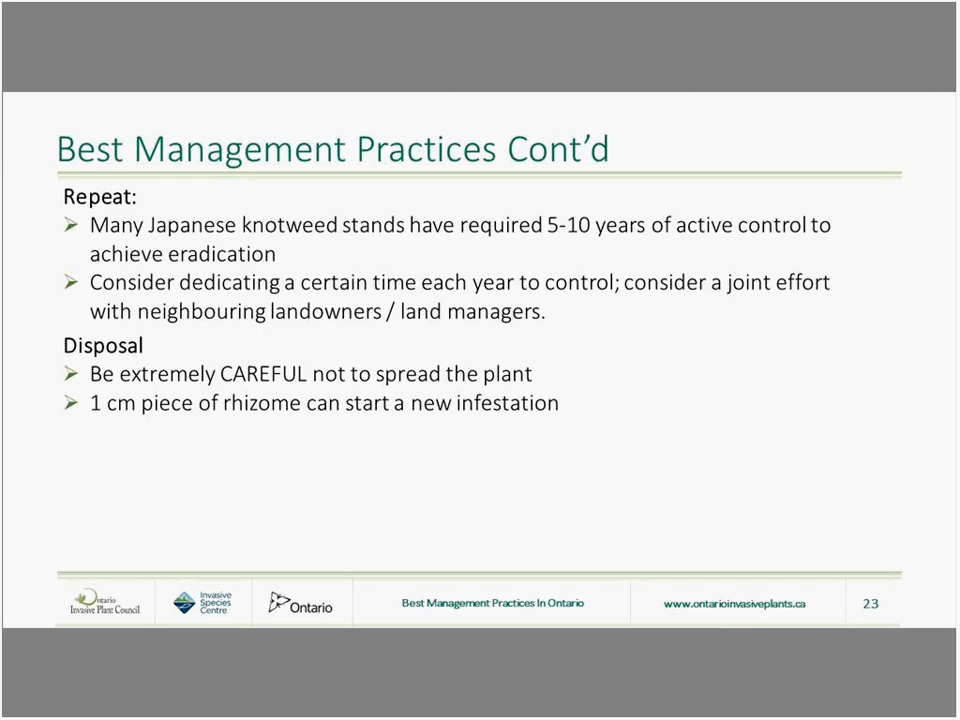 Best Management Practices Cont’d
Repeat:
Many Japanese knotweed stands have required 5-10 years of active control to
achieve eradication
Consider dedicating a certain time each year to control; consider a joint effort
with neighbouring landowners / land managers.
Disposal
Be extremely CAREFUL not to spread the plant
1 cm piece of rhizome can start a new infestation
Ontario
Invasive Plant Council
Invasive
Species
Centre
Ontario
Best Management Practices In Ontario
www.ontarioinvasiveplants.ca
23